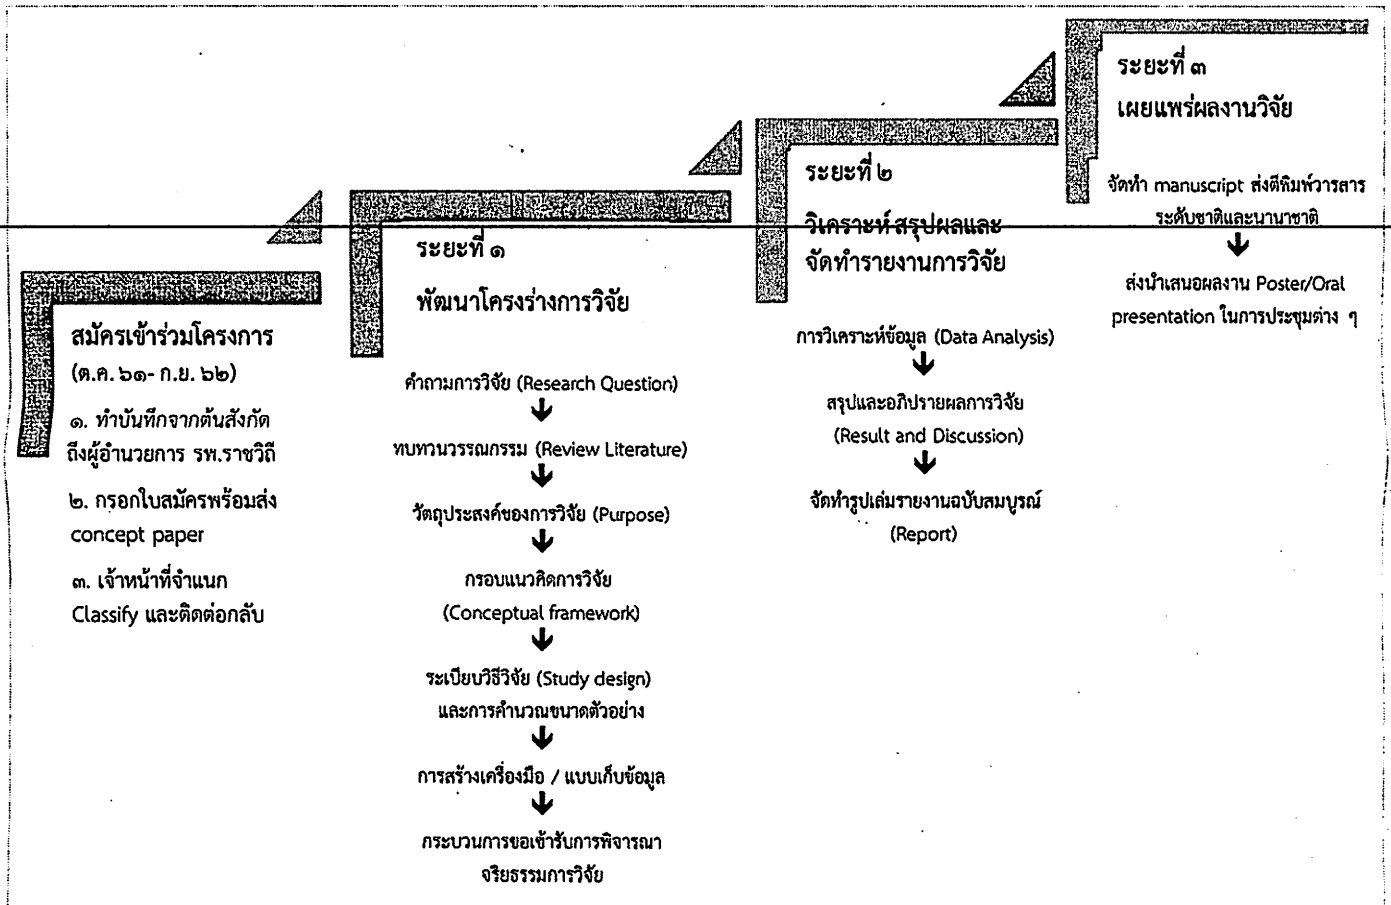 สมัครเข้าร่วมโครงการ
(ต.ค. ๖๑- ก.ย. ๖๒)
๑. ทำบันทึกจากต้นสังกัด
ถึงผู้อำนวยการ รพ.ราชวิถี
๒. กรอกใบสมัครพร้อมส่ง
concept paper
๓. เจ้าหน้าที่จำแนก
Classify และติดต่อกลับ
ระยะที่ ๑
พัฒนาโครงร่างการวิจัย
คำถามการวิจัย (Research Question)
ทบทวนวรรณกรรม (Review Literature)
วัตถุประสงค์ของการวิจัย (Purpose)
กรอบแนวคิดการวิจัย
(Conceptual framework)
ระเบียบวิธีวิจัย (Study design)
และการคำนวณขนาดตัวอย่าง
การสร้างเครื่องมือ / แบบเก็บข้อมูล
กระบวนการขอเข้ารับการพิจารณา
จริยธรรมการวิจัย
ระยะที่ ๒
วิเคราะห์ สรุปผลและ
จัดทำรายงานการวิจัย
การวิเคราะห์ข้อมูล (Data Analysis)
สรุปและอภิปรายผลการวิจัย
(Result and Discussion)
จัดทำรูปเล่มรายงานฉบับสมบูรณ์
(Report)
ระยะที่ ๓
เผยแพร่ผลงานวิจัย
จัดทำ manuscript ส่งตีพิมพ์วารสาร
ระดับชาติและนานาชาติ
ส่งนำเสนอผลงาน Poster/Oral
presentation ในการประชุมต่าง ๆ